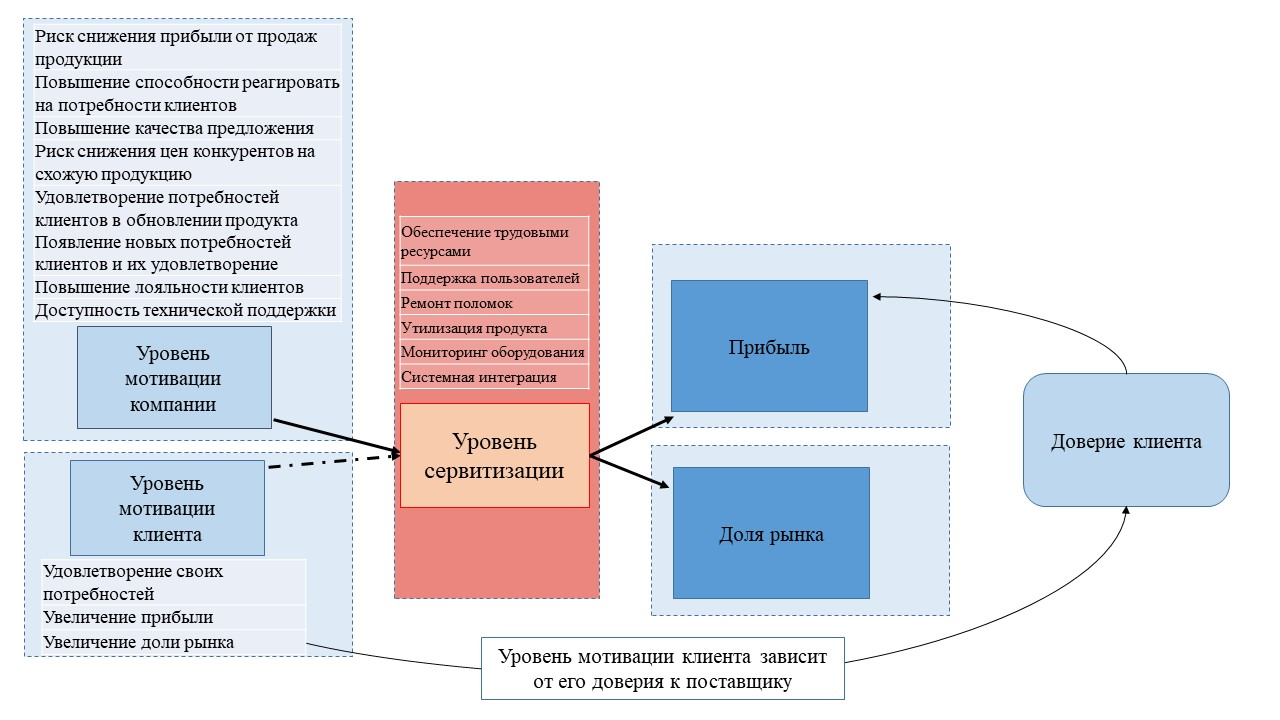 Риск снижения прибыли от продаж
продукции
Повышение способности реагировать
на потребности клиентов
Повышение качества предложения
Риск снижения цен конкурентов на
схожую продукцию
Удовлетворение потребностей
клиентов в обновлении продукта
Появление новых потребностей
клиентов и их удовлетворение
Повышение лояльности клиентов
Доступность технической поддержки
Уровень
мотивации
компании
Уровень
мотивации
клиента
Удовлетворение своих
потребностей
Увеличение прибыли
Увеличение доли рынка
Обеспечение трудовыми
ресурсами
Поддержка пользователей
Ремонт поломок
Утилизация продукта
Мониторинг оборудования
Системная интеграция
Уровень
сервитизации
Прибыль
Доля рынка
Доверие клиента
Уровень мотивации клиента зависит
от его доверия к поставщику